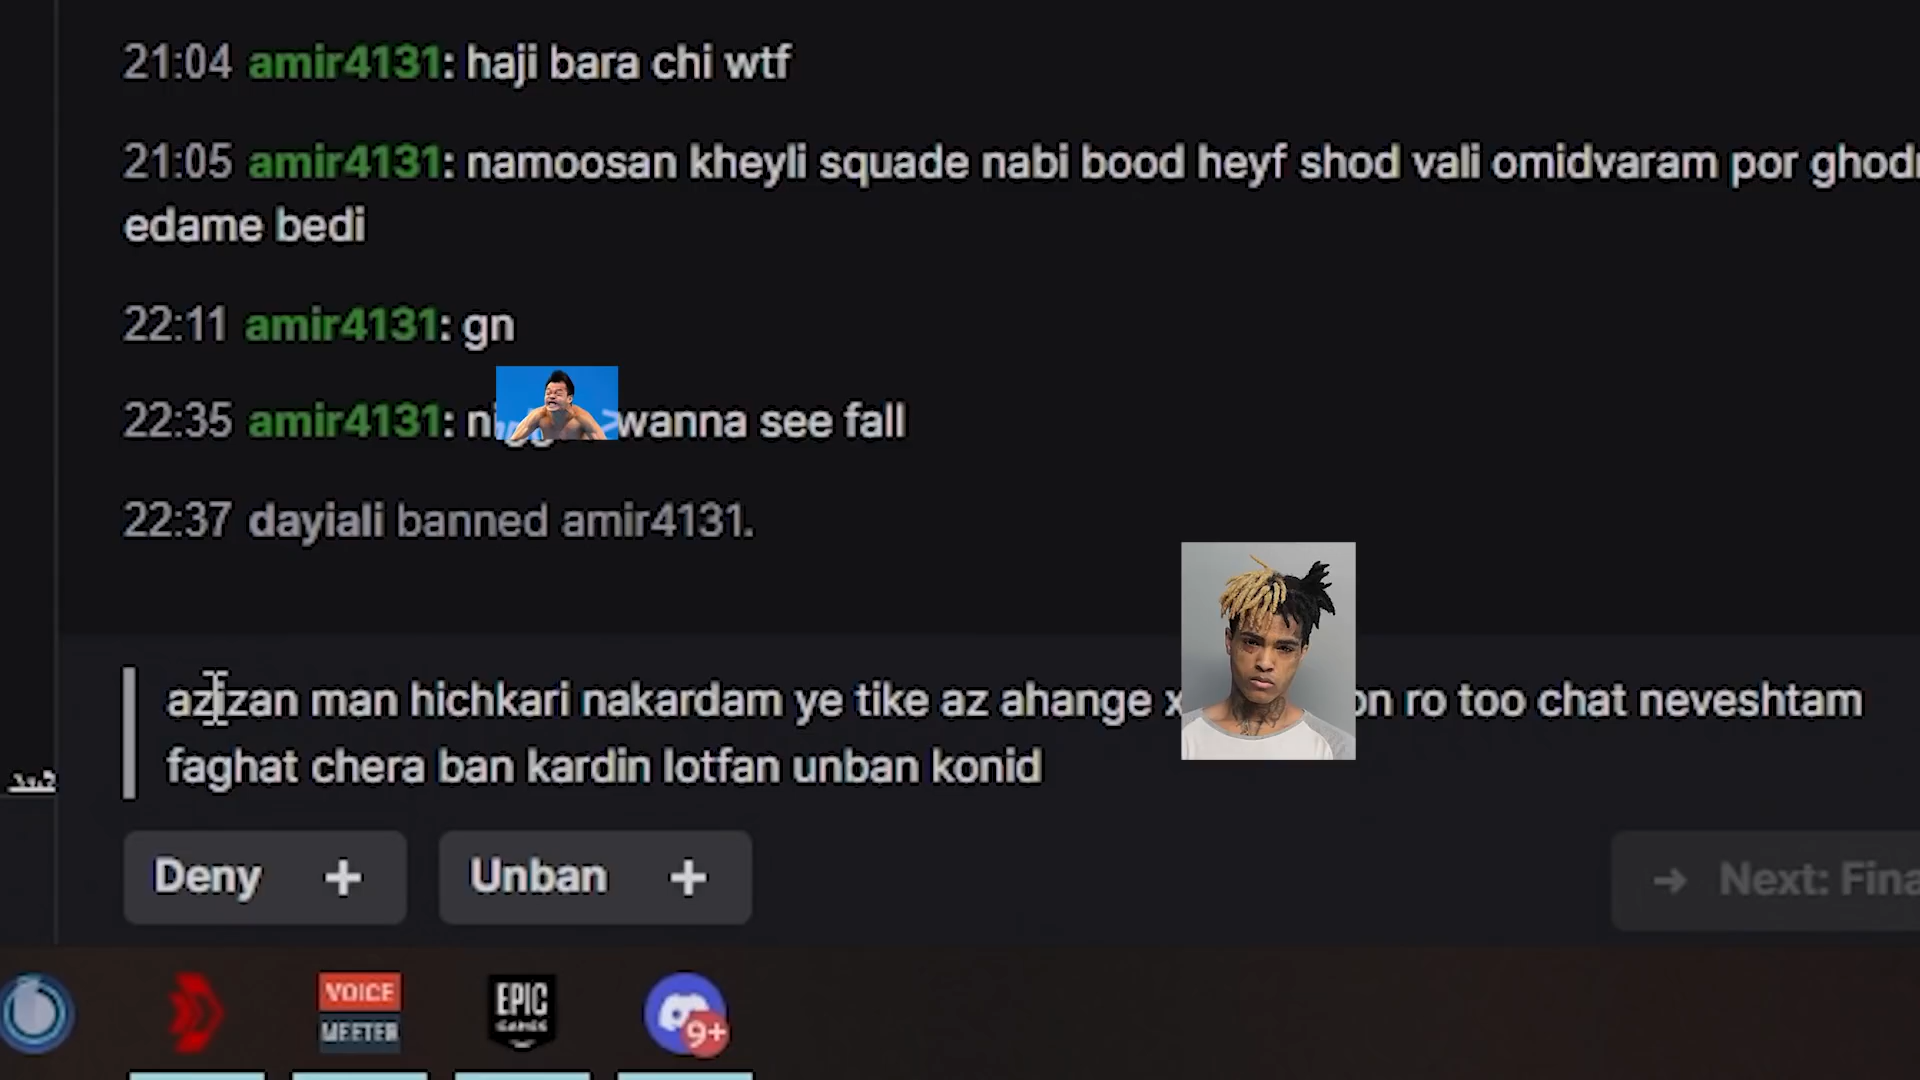 21:04 amir4131: haji bara chi wtf
21:05 amir4131: namoosan kheyli squade nabi bood heyf shod vali omidvaram por
edame bedi
22:11 amir4131: gn
22:35 amir4131: wanna see fall
22:37 dayiali banned amir4131.
azizan man hichkari nakardam ye tike az ahange ro too chat neveshtam
faghat chera ban kardin lotfan unban konid
Deny + Unban + → Next:
VOICE
MEETER
EPIC
GAMES
9+